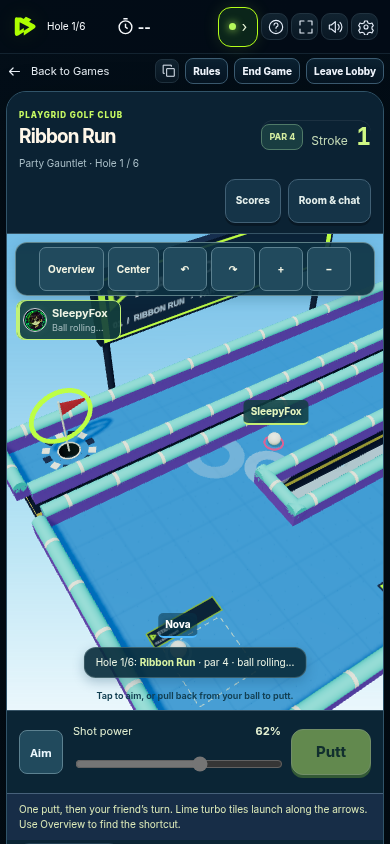 Hole 1/6
--
Back to Games
Rules
End Game
Leave Lobby
PLAYGRID GOLF CLUB
Ribbon Run
PAR 4
Stroke 1
Party Gauntlet · Hole 1 / 6
Scores
Room & chat
Overview
Center
RIBBON RUN
SleepyFox
Ball rolling...
SleepyFox
Nova
Hole 1/6: Ribbon Run · par 4 · ball rolling...
Tap to aim, or pull back from your ball to putt.
Aim
Shot power
62%
Putt
One putt, then your friend's turn. Lime turbo tiles launch along the arrows.
Use Overview to find the shortcut.